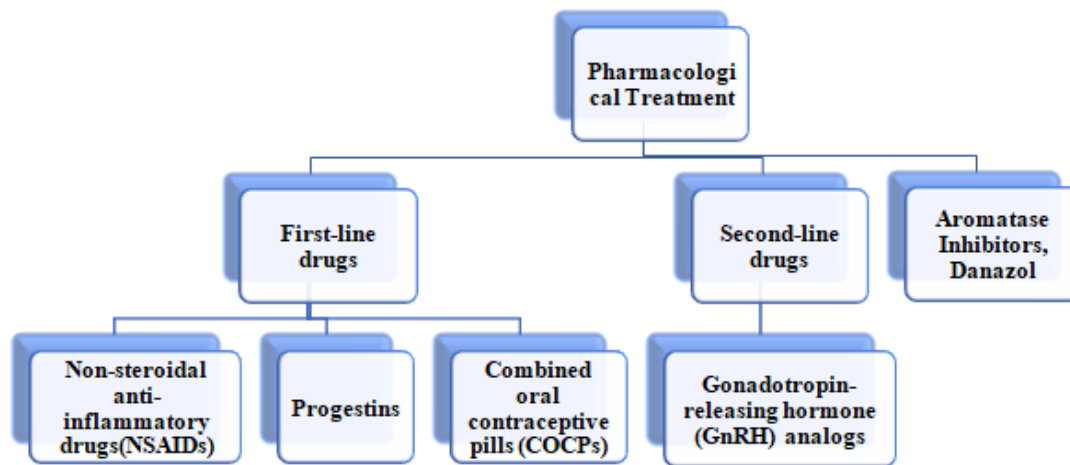 Pharmacologi
cal Treatment
First-line
drugs
Second-line
drugs
Aromatase
Inhibitors,
Danazol
Non-steroidal
anti-
inflammatory
drugs(NSAIDs)
Progestins
Combined
oral
contraceptive
pills (COCPs)
Gonadotropin-
releasing hormone
(GnRH) analogs